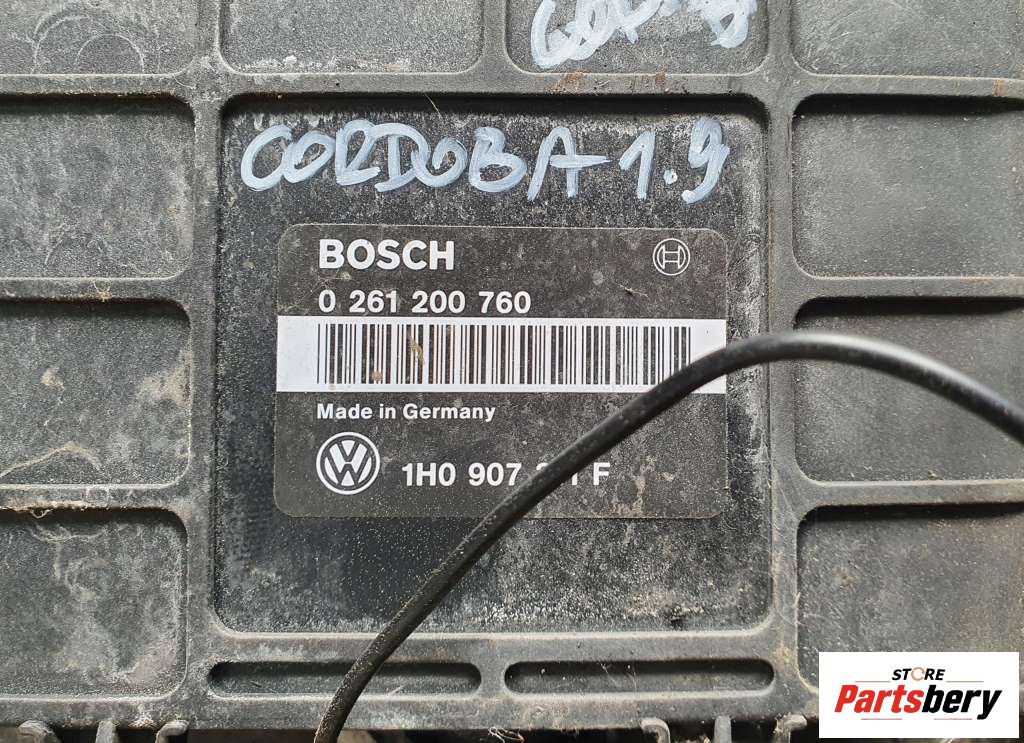 CORDOBA 1.9
BOSCH
0 261 200 760
Made in Germany
1H0 907 F
STORE
Partsbery